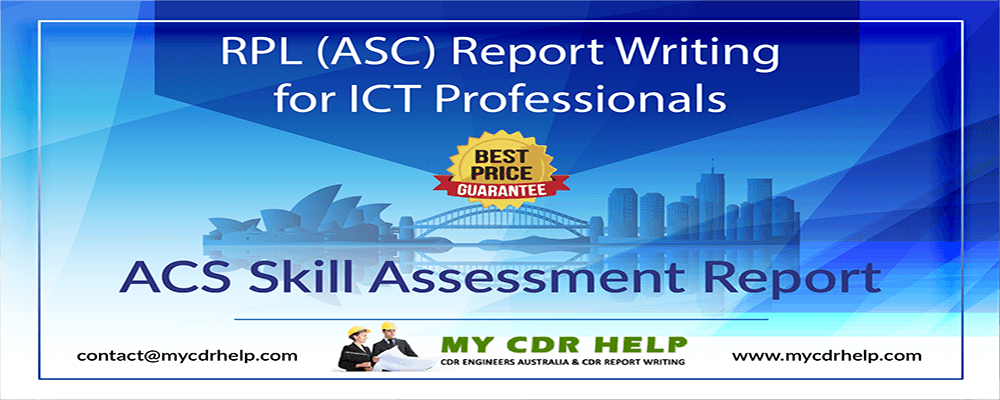 RPL (ASC) Report Writing
for ICT Professionals
BEST
PRICE
GUARANTEE
ACS Skill Assessment Report
contact@mycdrhelp.com
MY CDR HELP
CDR ENGINEERS AUSTRALIA & CDR REPORT WRITING
www.mycdrhelp.com